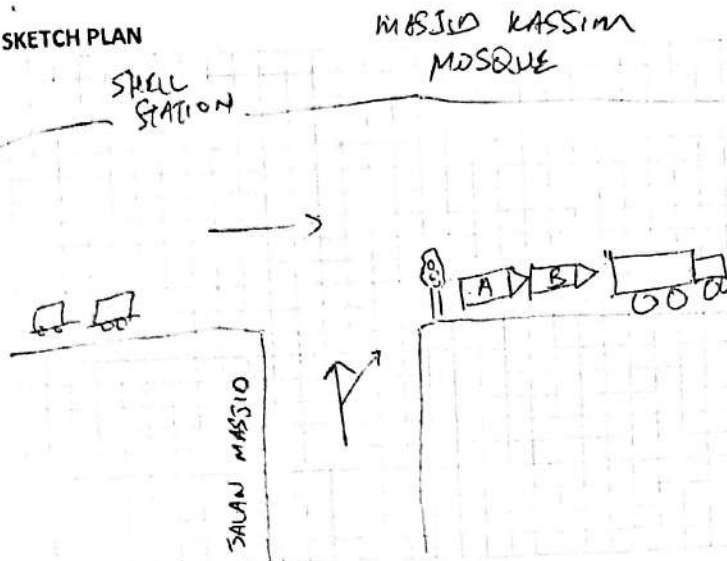 SKETCH PLAN
MASJID KASSIM
MOSQUE
SHELL
STATION
A
B
JALAN MASJID